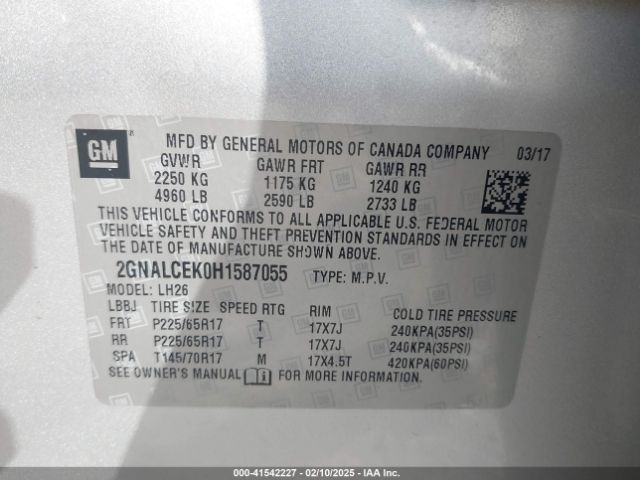 GM ®
MFD BY GENERAL MOTORS OF CANADA COMPANY 03/17
GVWR GAWR FRT GAWR RR
2250 KG 1175 KG 1240 KG
4960 LB 2590 LB 2733 LB
THIS VEHICLE CONFORMS TO ALL APPLICABLE U.S. FEDERAL MOTOR
VEHICLE SAFETY AND THEFT PREVENTION STANDARDS IN EFFECT ON
THE DATE OF MANUFACTURE SHOWN ABOVE.
2GNALCEK0H1587055 TYPE: M.P.V.
MODEL: LH26
LBBJ TIRE SIZE SPEED RTG RIM COLD TIRE PRESSURE
FRT P225/65R17 T 17X7J 240KPA(35PSI)
RR P225/65R17 T 17X7J 240KPA(35PSI)
SPA T145/70R17 M 17X4.5T 420KPA(60PSI)
SEE OWNER'S MANUAL FOR MORE INFORMATION.
000-41542227 - 02/10/2025 - IAA Inc.